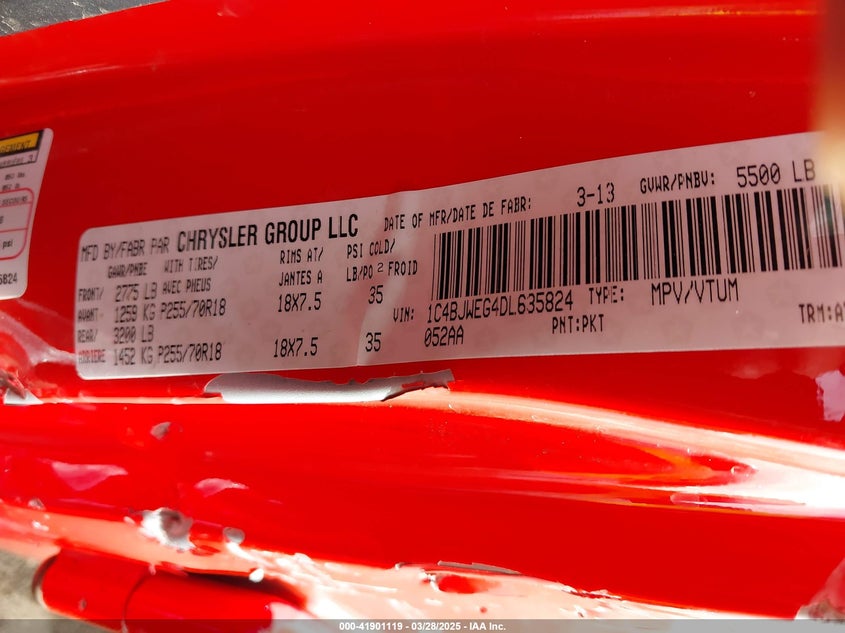 MFD BY/FABR PAR CHRYSLER GROUP LLC DATE OF MFR/DATE DE FABR: 3-13 GVWR/PNBV: 5500 LB
GAWR/PNBE WITH TIRES/ RIMS AT/ PSI COLD/
AVEC PNEUS JANTES A LB/PO 2 FROID
FRONT/ 2775 LB
AVANT 1259 KG P255/70R18 18X7.5 35
REAR/ 3200 LB
ARRIERE 1452 KG P255/70R18 18X7.5 35
VIN: 1C4BJWEG4DL635824 TYPE: MPV/VTUM
052AA PNT:PKT TRM:A
psi
000-41901119 - 03/28/2025 - IAA Inc.